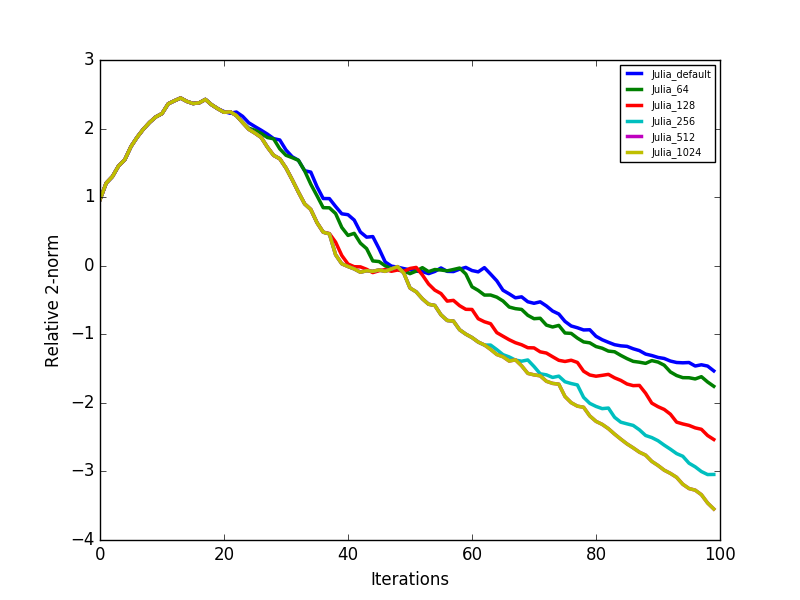 3
2
1
0
−1
−2
−3
−4
0 20 40 60 80 100
Relative 2-norm
Iterations
Julia_default
Julia_64
Julia_128
Julia_256
Julia_512
Julia_1024